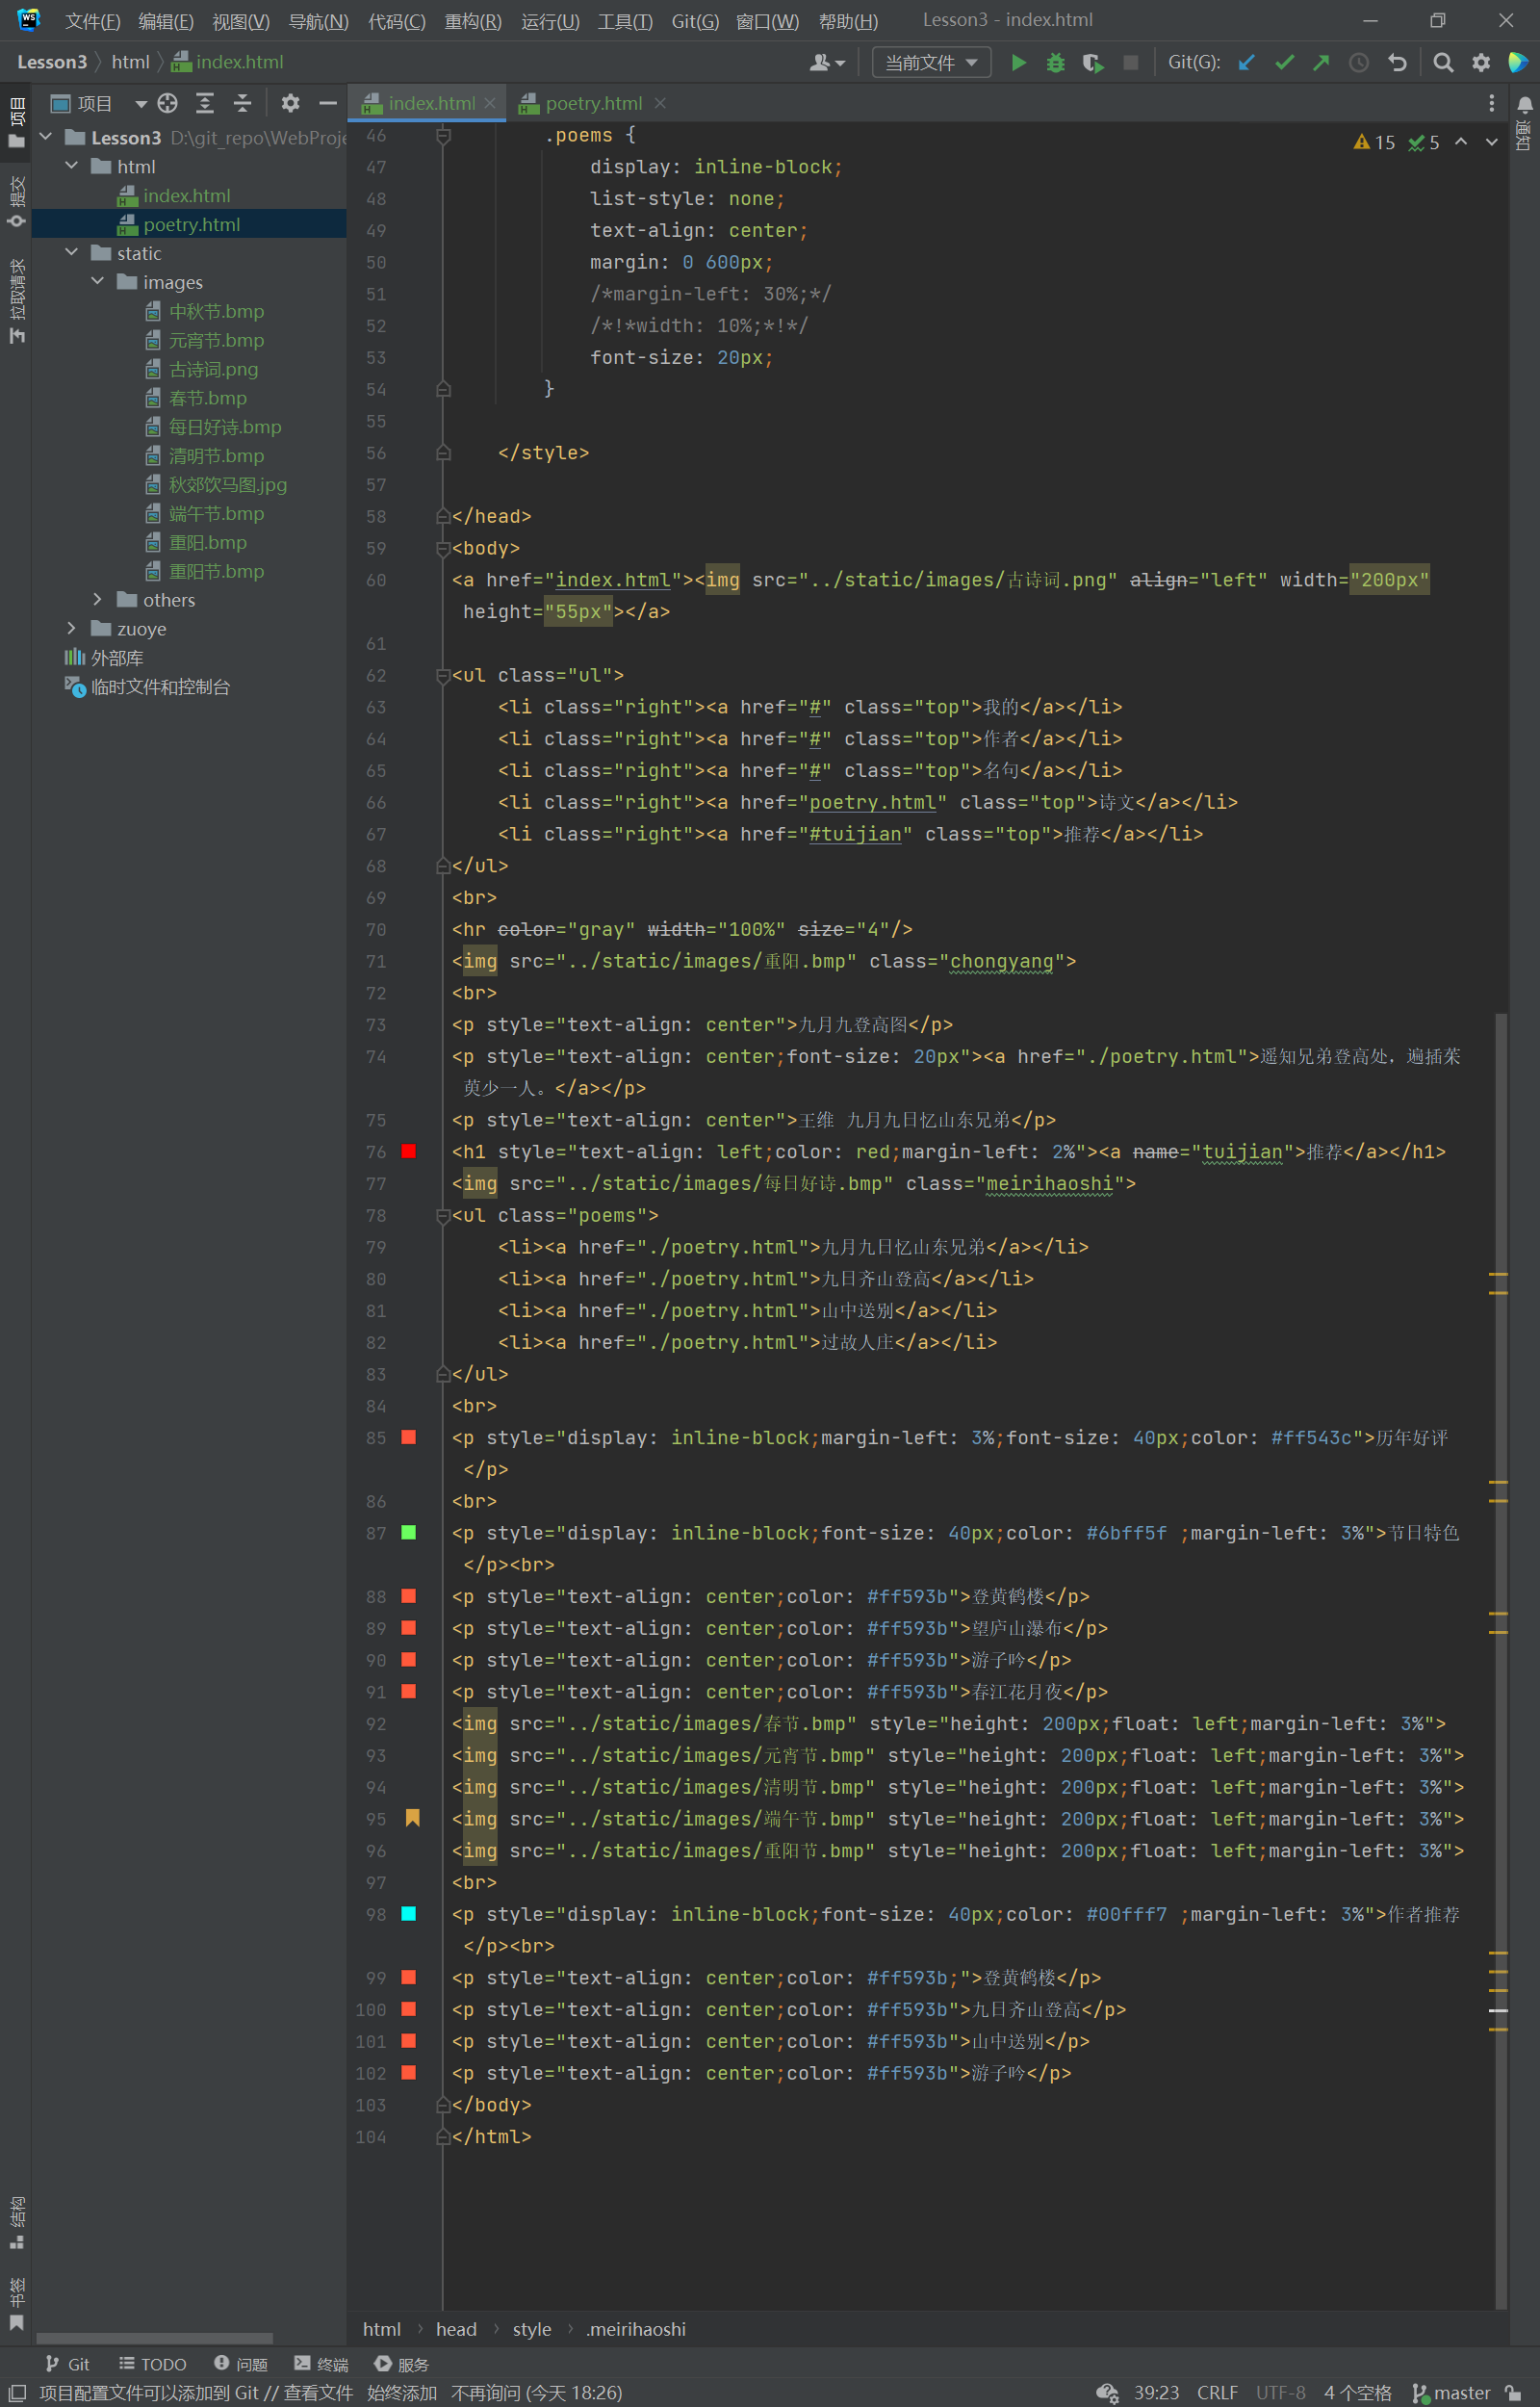 文件(F) 编辑(E) 视图(V) 导航(N) 代码(C) 重构(R) 运行(U) 工具(T) Git(G) 窗口(W) 帮助(H) Lesson3 - index.html
Lesson3 html index.html 当前文件 Git(G):
项目 index.html poetry.html
项目
提交
拉取请求
通知
Lesson3 D:\git_repo\WebProje
html
index.html
poetry.html
static
images
中秋节.bmp
元宵节.bmp
古诗词.png
春节.bmp
每日好诗.bmp
清明节.bmp
秋郊饮马图.jpg
端午节.bmp
重阳.bmp
重阳节.bmp
others
zuoye
外部库
临时文件和控制台
15 5
46 .poems {
47 display: inline-block;
48 list-style: none;
49 text-align: center;
50 margin: 0 600px;
51 /*margin-left: 30%;*/
52 /*!*width: 10%;*!*/
53 font-size: 20px;
54 }
55
56 </style>
57
58 </head>
59 <body>
60 <a href="index.html"><img src="../static/images/古诗词.png" align="left" width="200px"
height="55px"></a>
61
62 <ul class="ul">
63 <li class="right"><a href="#" class="top">我的</a></li>
64 <li class="right"><a href="#" class="top">作者</a></li>
65 <li class="right"><a href="#" class="top">名句</a></li>
66 <li class="right"><a href="poetry.html" class="top">诗文</a></li>
67 <li class="right"><a href="#tuijian" class="top">推荐</a></li>
68 </ul>
69 <br>
70 <hr color="gray" width="100%" size="4"/>
71 <img src="../static/images/重阳.bmp" class="chongyang">
72 <br>
73 <p style="text-align: center">九月九登高图</p>
74 <p style="text-align: center;font-size: 20px"><a href="./poetry.html">遥知兄弟登高处，遍插茱
萸少一人。</a></p>
75 <p style="text-align: center">王维 九月九日忆山东兄弟</p>
76 <h1 style="text-align: left;color: red;margin-left: 2%"><a name="tuijian">推荐</a></h1>
77 <img src="../static/images/每日好诗.bmp" class="meirihaoshi">
78 <ul class="poems">
79 <li><a href="./poetry.html">九月九日忆山东兄弟</a></li>
80 <li><a href="./poetry.html">九日齐山登高</a></li>
81 <li><a href="./poetry.html">山中送别</a></li>
82 <li><a href="./poetry.html">过故人庄</a></li>
83 </ul>
84 <br>
85 <p style="display: inline-block;margin-left: 3%;font-size: 40px;color: #ff543c">历年好评
</p>
86 <br>
87 <p style="display: inline-block;font-size: 40px;color: #6bff5f ;margin-left: 3%">节日特色
</p><br>
88 <p style="text-align: center;color: #ff593b">登黄鹤楼</p>
89 <p style="text-align: center;color: #ff593b">望庐山瀑布</p>
90 <p style="text-align: center;color: #ff593b">游子吟</p>
91 <p style="text-align: center;color: #ff593b">春江花月夜</p>
92 <img src="../static/images/春节.bmp" style="height: 200px;float: left;margin-left: 3%">
93 <img src="../static/images/元宵节.bmp" style="height: 200px;float: left;margin-left: 3%">
94 <img src="../static/images/清明节.bmp" style="height: 200px;float: left;margin-left: 3%">
95 <img src="../static/images/端午节.bmp" style="height: 200px;float: left;margin-left: 3%">
96 <img src="../static/images/重阳节.bmp" style="height: 200px;float: left;margin-left: 3%">
97 <br>
98 <p style="display: inline-block;font-size: 40px;color: #00fff7 ;margin-left: 3%">作者推荐
</p><br>
99 <p style="text-align: center;color: #ff593b;">登黄鹤楼</p>
100 <p style="text-align: center;color: #ff593b">九日齐山登高</p>
101 <p style="text-align: center;color: #ff593b">山中送别</p>
102 <p style="text-align: center;color: #ff593b">游子吟</p>
103 </body>
104 </html>
结构
书签
html head style .meirihaoshi
Git TODO 问题 终端 服务
项目配置文件可以添加到 Git // 查看文件 始终添加 不再询问 (今天 18:26) 39:23 CRLF UTF-8 4 个空格 master